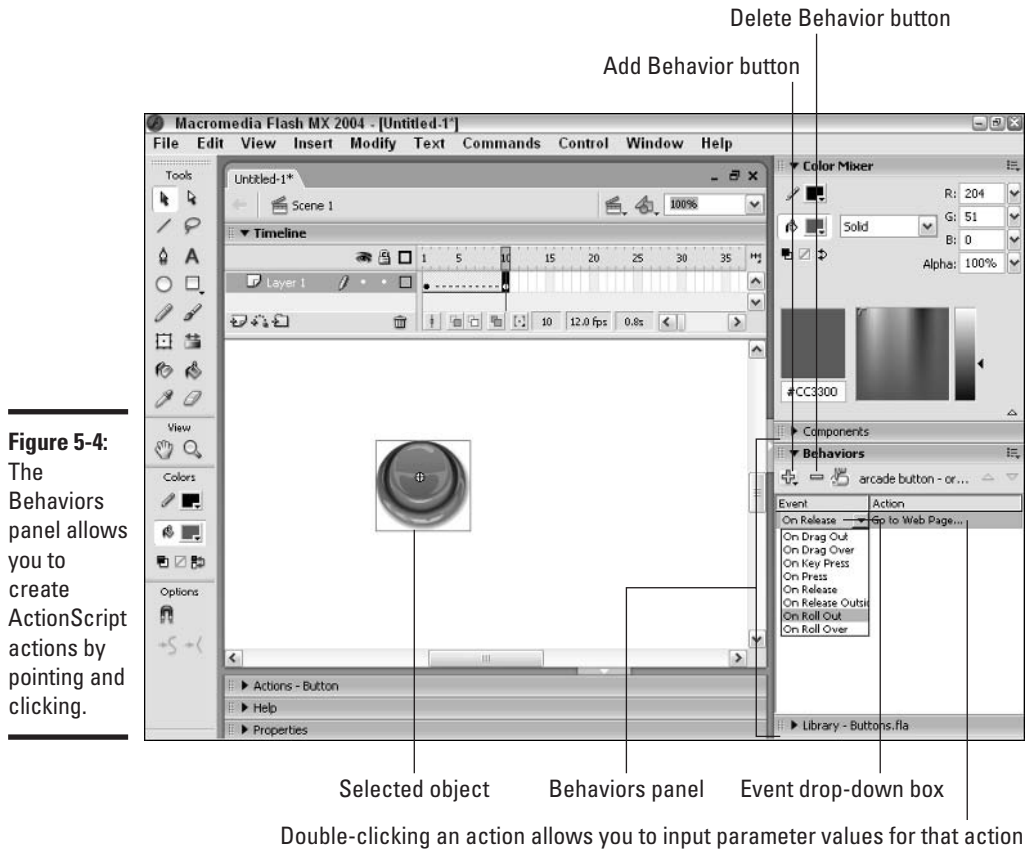 Delete Behavior button
Add Behavior button
Macromedia Flash MX 2004 - [Untitled-1*]
File Edit View Insert Modify Text Commands Control Window Help
Tools
View
Colors
Options
Untitled-1*
Scene 1
100%
Timeline
1 5 10 15 20 25 30 35
Layer 1
10 12.0 fps 0.8s
Actions - Button
Help
Properties
Color Mixer
R: 204
Solid
G: 51
B: 0
Alpha: 100%
#CC3300
Components
Behaviors
arcade button - or...
Event Action
On Release Go to Web Page...
On Drag Out
On Drag Over
On Key Press
On Press
On Release
On Release Outsi
On Roll Out
On Roll Over
Library - Buttons.fla
Figure 5-4:
The
Behaviors
panel allows
you to
create
ActionScript
actions by
pointing and
clicking.
Selected object
Behaviors panel
Event drop-down box
Double-clicking an action allows you to input parameter values for that action